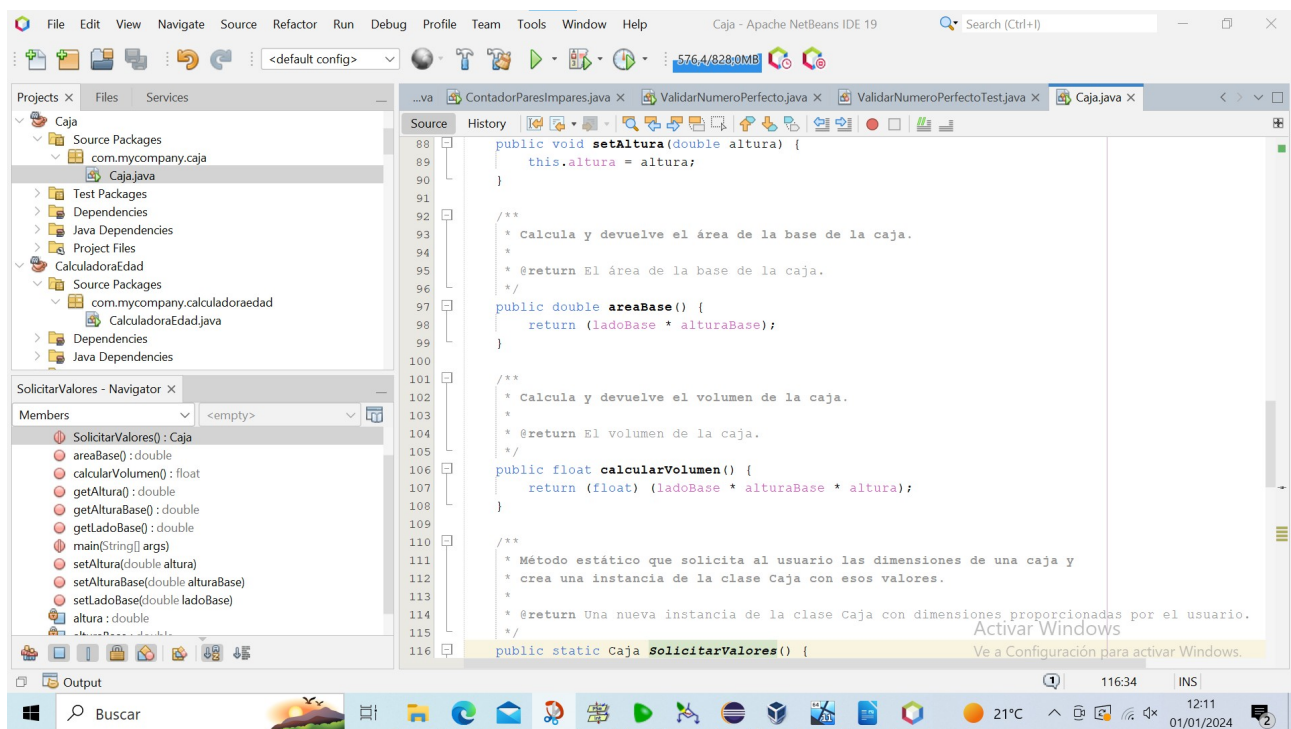 File Edit View Navigate Source Refactor Run Debug Profile Team Tools Window Help Caja - Apache NetBeans IDE 19 Search (Ctrl+I)
<default config> 576,4/828,0MB
Projects Files Services
Caja
Source Packages
com.mycompany.caja
Caja.java
Test Packages
Dependencies
Java Dependencies
Project Files
CalculadoraEdad
Source Packages
com.mycompany.calculadoraedad
CalculadoraEdad.java
Dependencies
Java Dependencies
SolicitarValores - Navigator
Members <empty>
SolicitarValores() : Caja
areaBase() : double
calcularVolumen() : float
getAltura() : double
getAlturaBase() : double
getLadoBase() : double
main(String[] args)
setAltura(double altura)
setAlturaBase(double alturaBase)
setLadoBase(double ladoBase)
altura : double
...va ContadorParesImpares.java ValidarNumeroPerfecto.java ValidarNumeroPerfectoTest.java Caja.java
Source History
88 public void setAltura(double altura) {
89 this.altura = altura;
90 }
91
92 /**
93 * Calcula y devuelve el área de la base de la caja.
94 *
95 * @return El área de la base de la caja.
96 */
97 public double areaBase() {
98 return (ladoBase * alturaBase);
99 }
100
101 /**
102 * Calcula y devuelve el volumen de la caja.
103 *
104 * @return El volumen de la caja.
105 */
106 public float calcularVolumen() {
107 return (float) (ladoBase * alturaBase * altura);
108 }
109
110 /**
111 * Método estático que solicita al usuario las dimensiones de una caja y
112 * crea una instancia de la clase Caja con esos valores.
113 *
114 * @return Una nueva instancia de la clase Caja con dimensiones proporcionadas por el usuario.
115 */
116 public static Caja SolicitarValores() {
Activar Windows
Ve a Configuración para activar Windows.
Output 1 116:34 INS
Buscar 21°C 12:11
01/01/2024 2